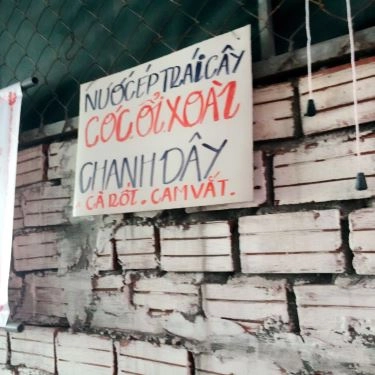 NƯỚC ÉP TRÁI CÂY
CÓC ỔI XOÀI
CHANH DÂY
CÀ RỐT . CAM VẮT .